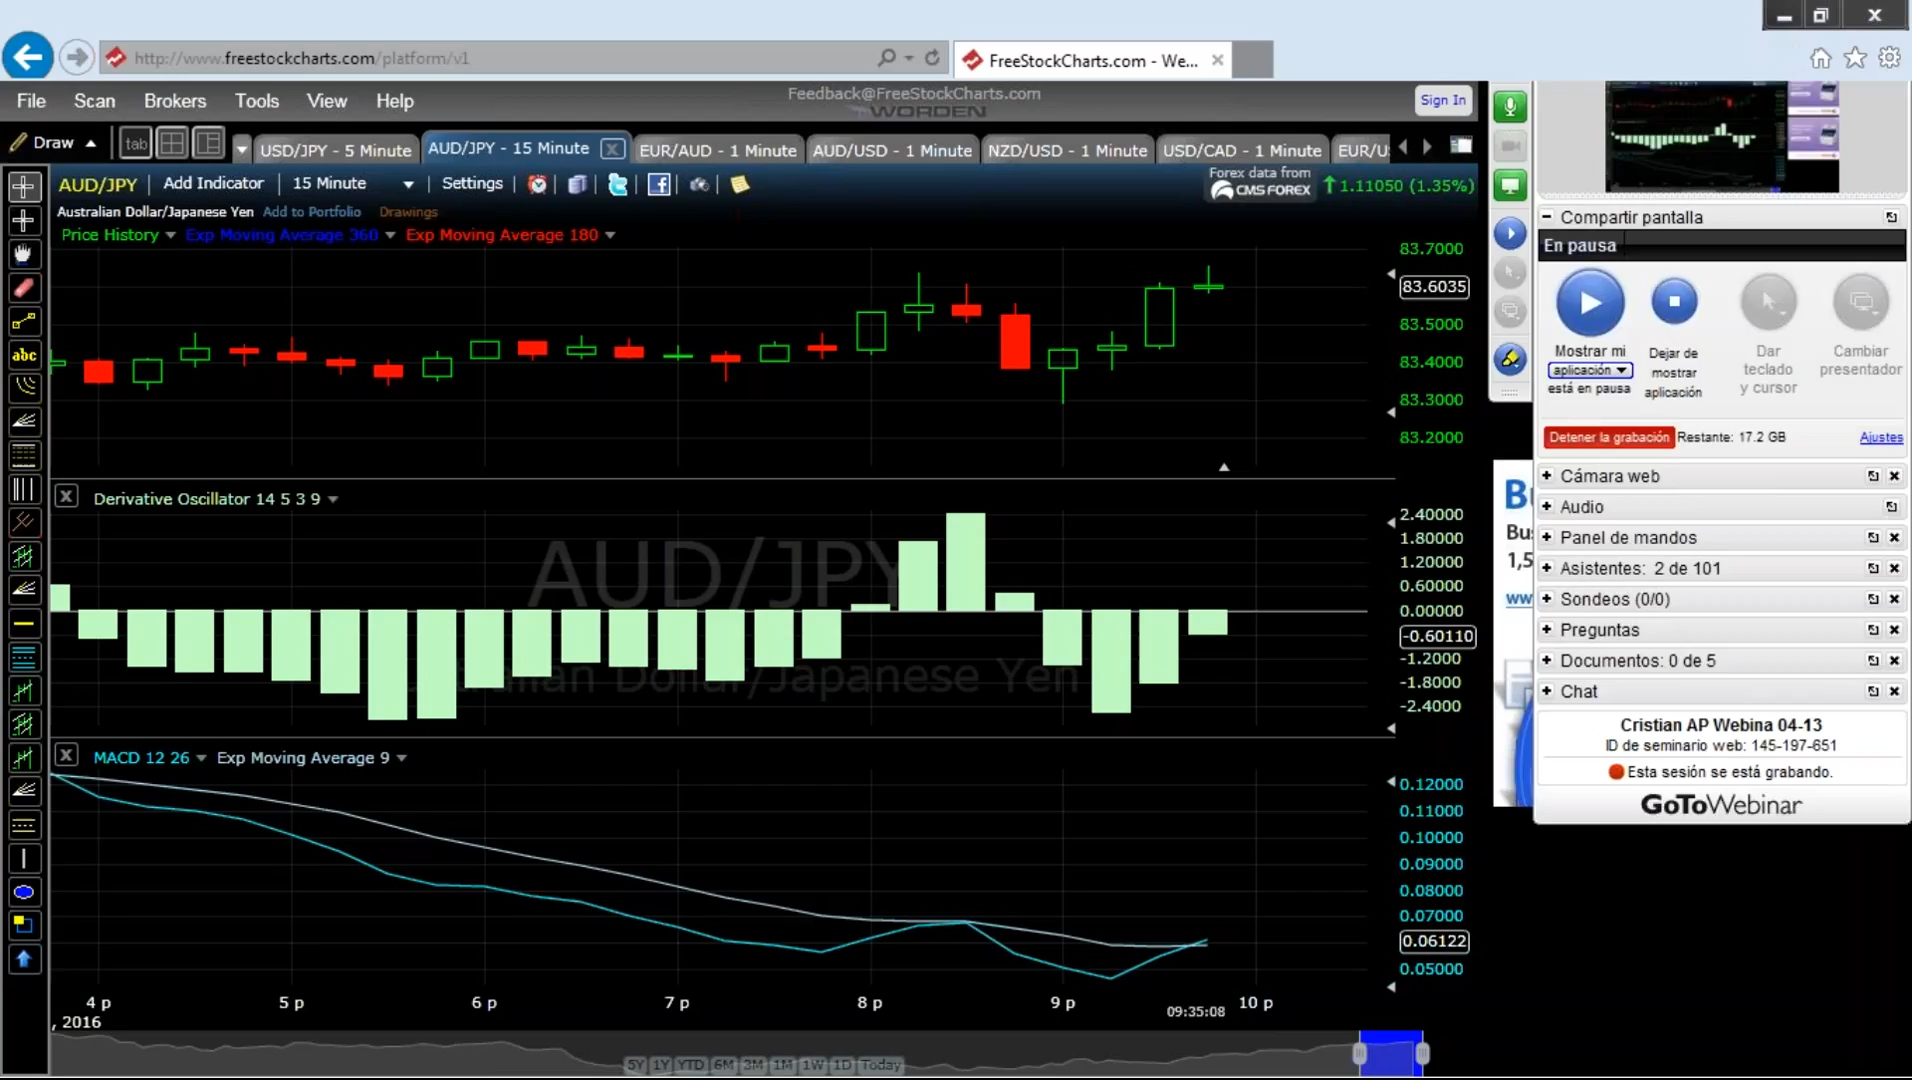 http://www.freestockcharts.com/platform/v1
FreeStockCharts.com - We...
File Scan Brokers Tools View Help
Feedback@FreeStockCharts.com
WORDEN
Sign In
Draw
tab
USD/JPY - 5 Minute
AUD/JPY - 15 Minute
EUR/AUD - 1 Minute
AUD/USD - 1 Minute
NZD/USD - 1 Minute
USD/CAD - 1 Minute
EUR/U
AUD/JPY Add Indicator 15 Minute Settings
Forex data from
CMS FOREX
1.11050 (1.35%)
Australian Dollar/Japanese Yen Add to Portfolio Drawings
Price History Exp Moving Average 360 Exp Moving Average 180
83.7000
83.6035
83.5000
83.4000
83.3000
83.2000
abc
Derivative Oscillator 14 5 3 9
AUD/JPY
Australian Dollar/Japanese Yen
2.40000
1.80000
1.20000
0.60000
0.00000
-0.60110
-1.2000
-1.8000
-2.4000
MACD 12 26 Exp Moving Average 9
0.12000
0.11000
0.10000
0.09000
0.08000
0.07000
0.06122
0.05000
4 p 5 p 6 p 7 p 8 p 9 p 10 p
09:35:08
, 2016
5Y 1Y YTD 6M 3M 1M 1W 1D Today
Compartir pantalla
En pausa
Mostrar mi
aplicación
está en pausa
Dejar de
mostrar
aplicación
Dar
teclado
y cursor
Cambiar
presentador
Detener la grabación Restante: 17.2 GB Ajustes
Cámara web
Audio
Panel de mandos
Asistentes: 2 de 101
Sondeos (0/0)
Preguntas
Documentos: 0 de 5
Chat
Cristian AP Webina 04-13
ID de seminario web: 145-197-651
Esta sesión se está grabando.
GoToWebinar
Bu
Bus
1,5
ww